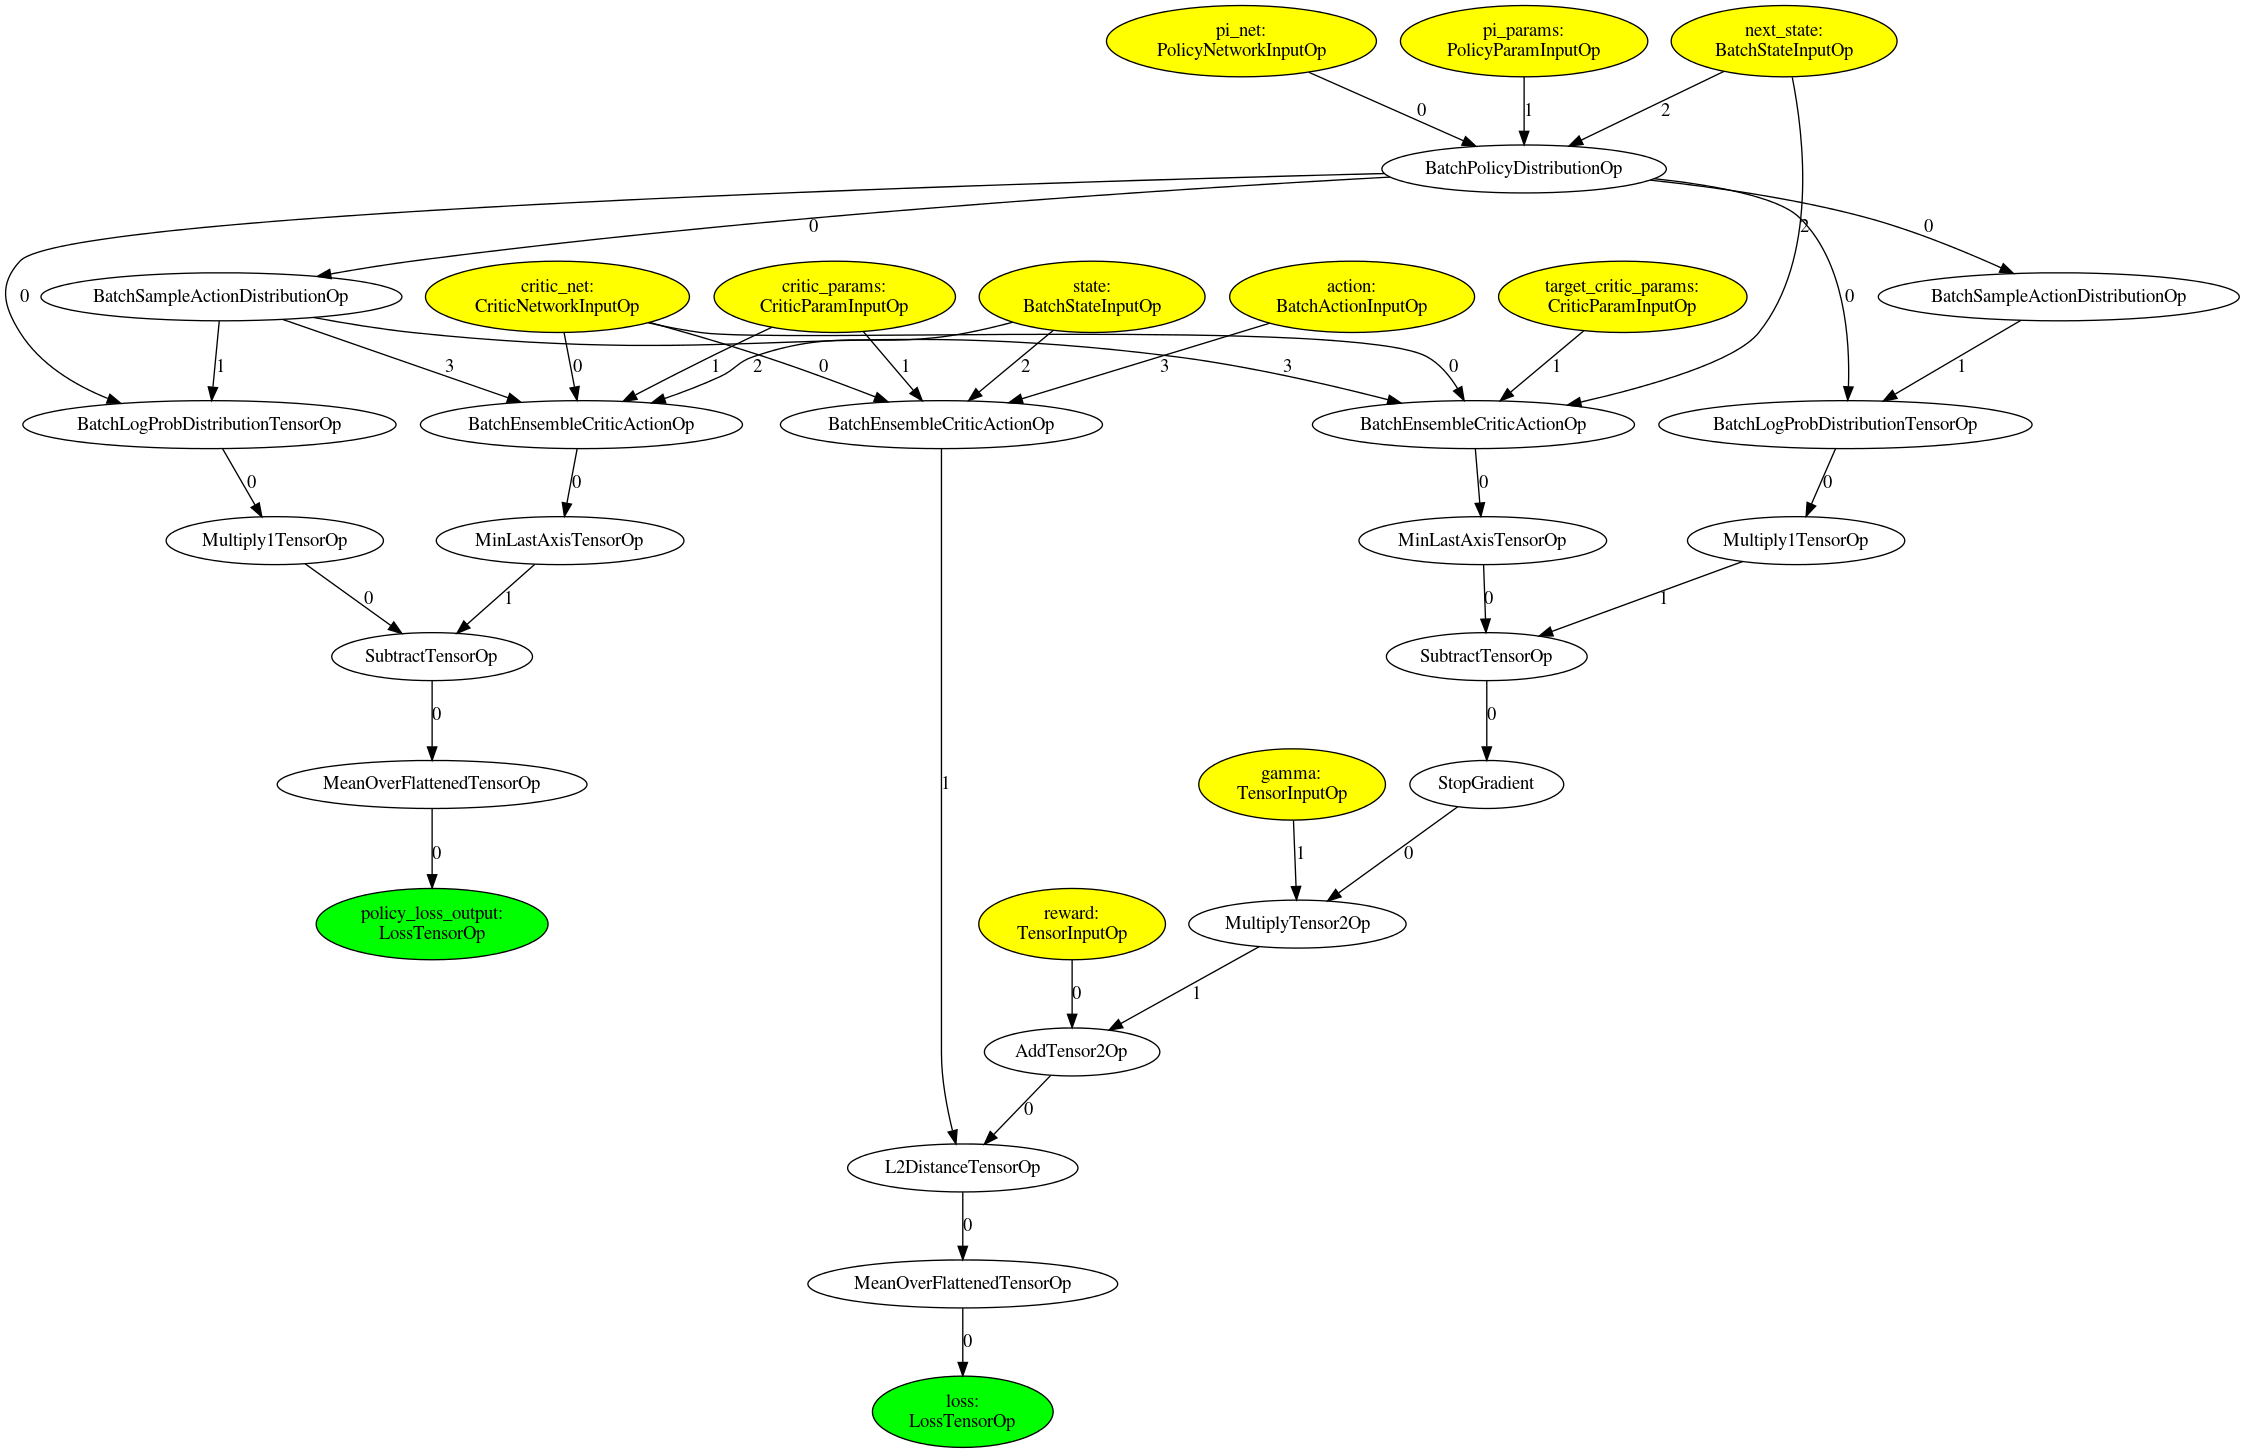 pi_net:
PolicyNetworkInputOp
pi_params:
PolicyParamInputOp
next_state:
BatchStateInputOp
0
1
2
BatchPolicyDistributionOp
0
2
0
BatchSampleActionDistributionOp
critic_net:
CriticNetworkInputOp
critic_params:
CriticParamInputOp
state:
BatchStateInputOp
action:
BatchActionInputOp
target_critic_params:
CriticParamInputOp
BatchSampleActionDistributionOp
0
0
1
3
0
1
2
0
1
2
3
3
0
1
1
BatchLogProbDistributionTensorOp
BatchEnsembleCriticActionOp
BatchEnsembleCriticActionOp
BatchEnsembleCriticActionOp
BatchLogProbDistributionTensorOp
0
0
0
0
Multiply1TensorOp
MinLastAxisTensorOp
MinLastAxisTensorOp
Multiply1TensorOp
0
1
0
1
SubtractTensorOp
SubtractTensorOp
0
0
MeanOverFlattenedTensorOp
1
gamma:
TensorInputOp
StopGradient
0
1
0
policy_loss_output:
LossTensorOp
reward:
TensorInputOp
MultiplyTensor2Op
0
1
AddTensor2Op
0
L2DistanceTensorOp
0
MeanOverFlattenedTensorOp
0
loss:
LossTensorOp